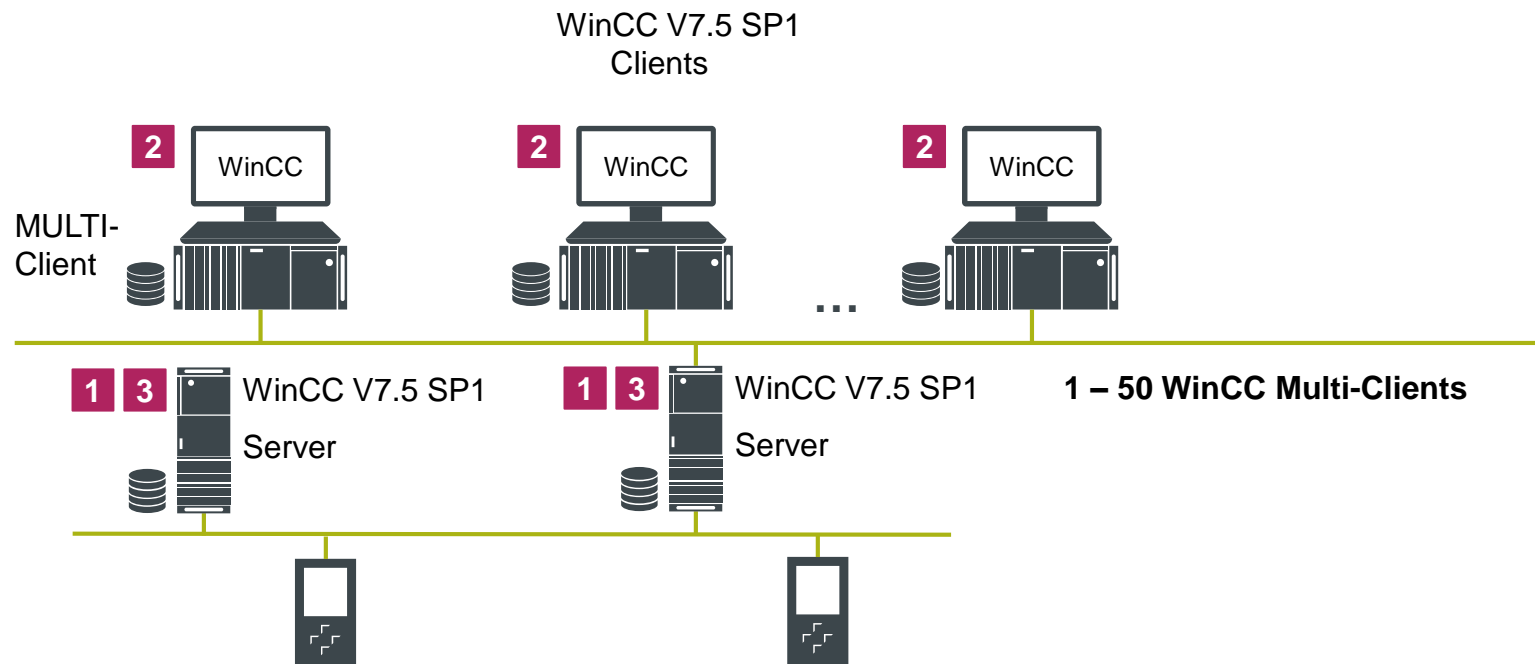 WinCC V7.5 SP1
Clients
2
WinCC
2
WinCC
2
WinCC
MULTI-
Client
...
1 3
WinCC V7.5 SP1
Server
1 3
WinCC V7.5 SP1
Server
1 – 50 WinCC Multi-Clients